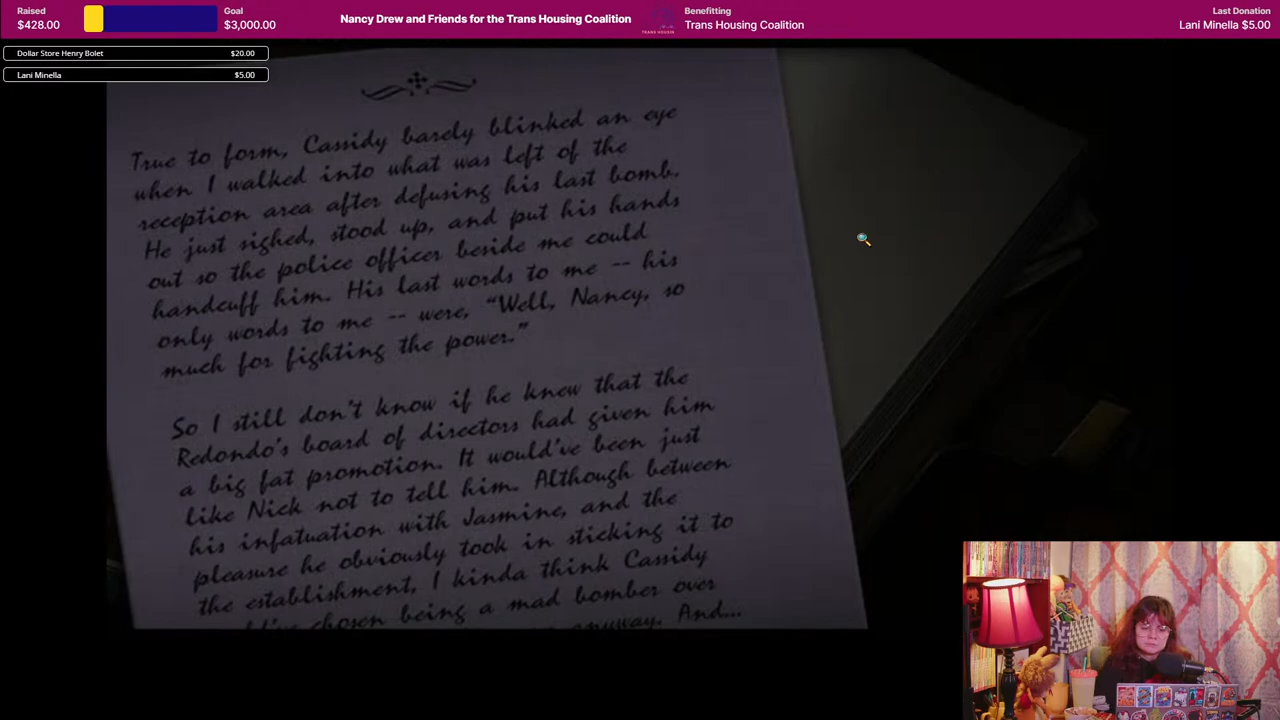 Raised
$428.00
Goal
$3,000.00
Nancy Drew and Friends for the Trans Housing Coalition
TRANS HOUSING
Benefitting
Trans Housing Coalition
Last Donation
Lani Minella $5.00
Dollar Store Henry Bolet $20.00
Lani Minella $5.00
True to form, Cassidy barely blinked an eye
when I walked into what was left of the
reception area after defusing his last bomb.
He just sighed, stood up, and put his hands
out so the police officer beside me could
handcuff him. His last words to me -- his
only words to me -- were, “Well, Nancy, so
much for fighting the power.”
So I still don't know if he knew that the
Redondo's board of directors had given him
a big fat promotion. It would've been just
like Nick not to tell him. Although between
his infatuation with Jasmine, and the
pleasure he obviously took in sticking it to
the establishment, I kinda think Cassidy
chosen being a mad bomber over
anyway. And...